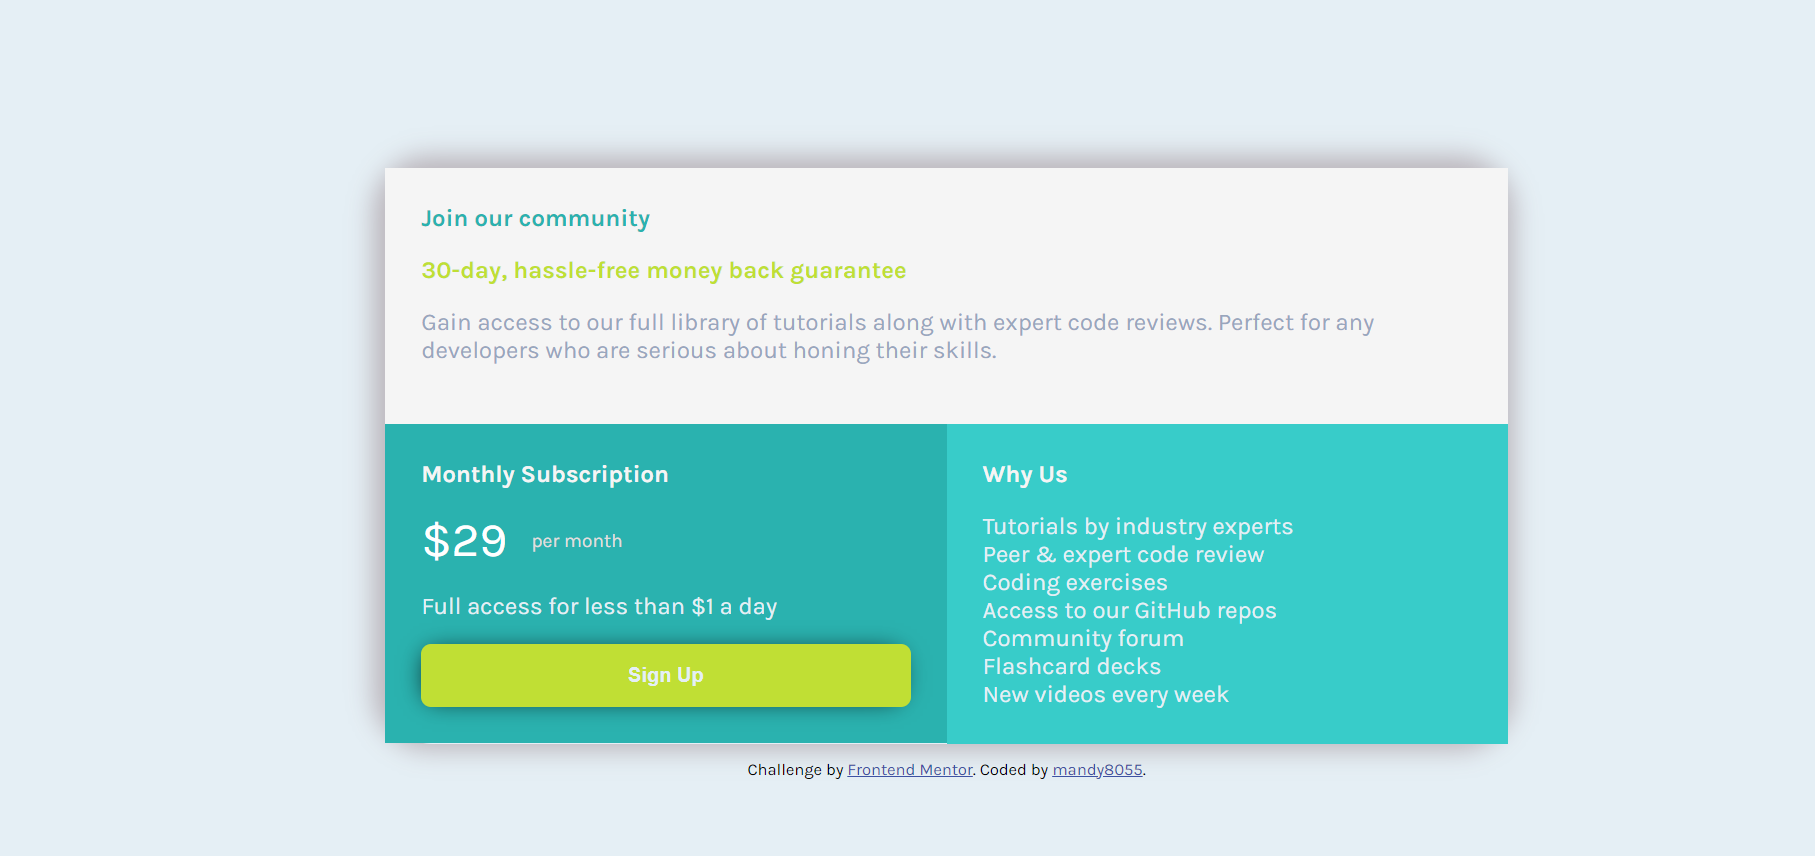 Join our community
30-day, hassle-free money back guarantee
Gain access to our full library of tutorials along with expert code reviews. Perfect for any
developers who are serious about honing their skills.
Monthly Subscription
$29 per month
Full access for less than $1 a day
Sign Up
Why Us
Tutorials by industry experts
Peer & expert code review
Coding exercises
Access to our GitHub repos
Community forum
Flashcard decks
New videos every week
Challenge by Frontend Mentor. Coded by mandy8055.